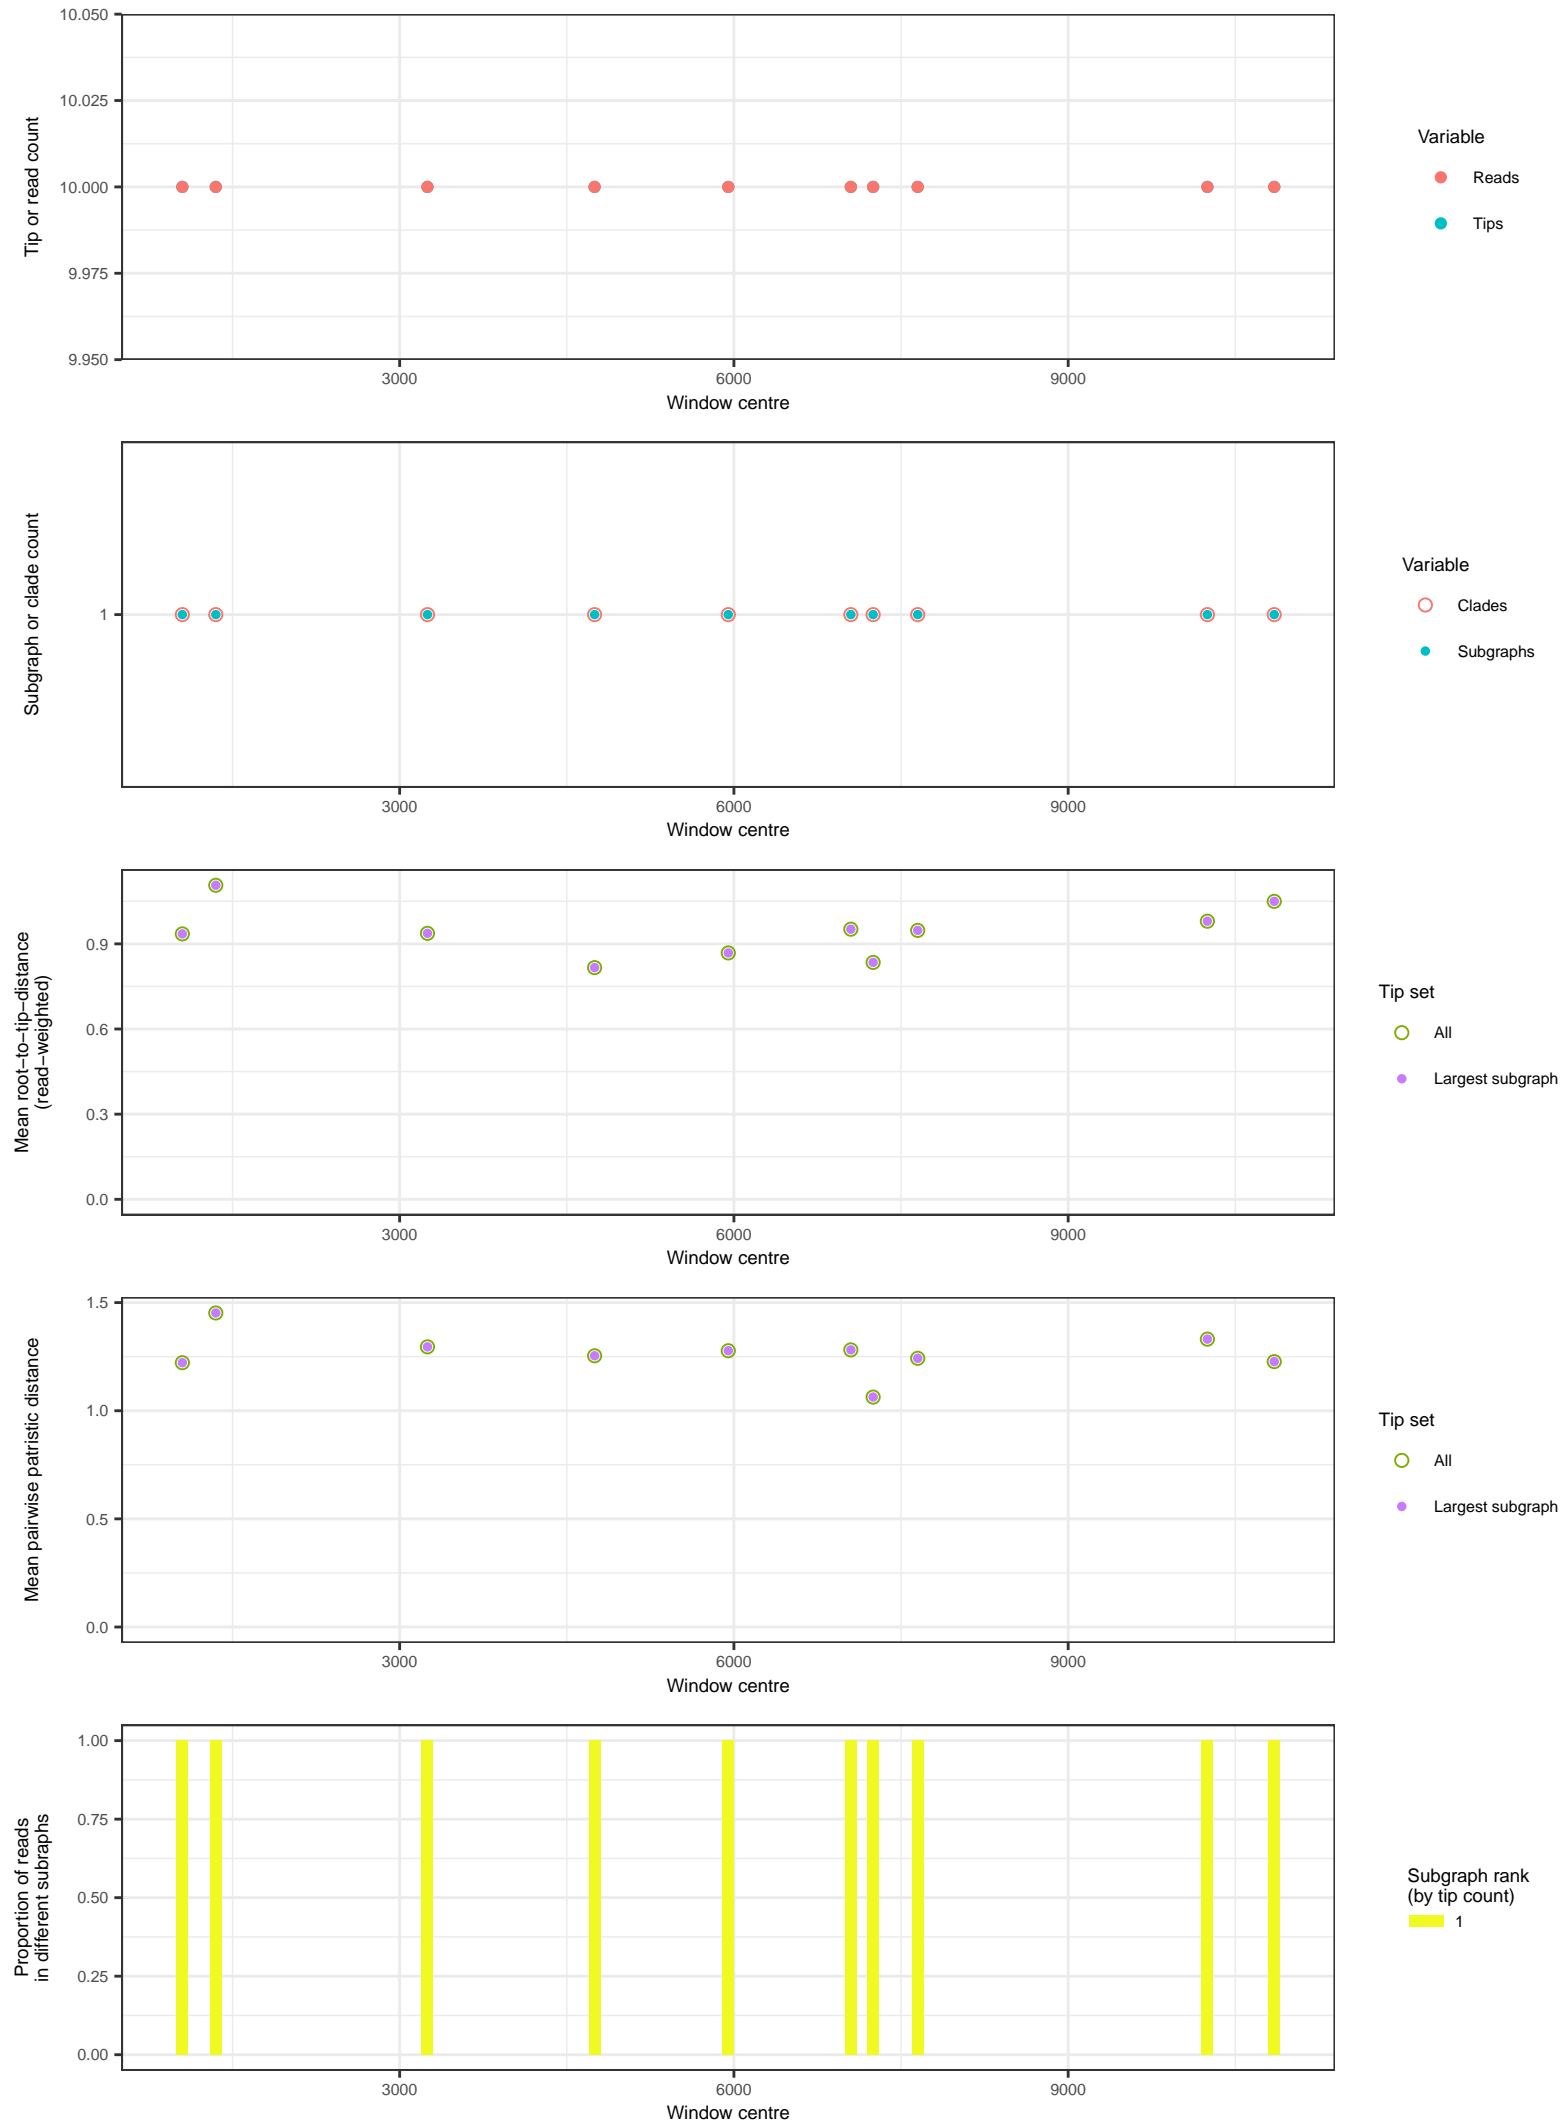 10.050
10.025
10.000
9.975
9.950
Tip or read count
3000
6000
9000
Window centre
Variable
Reads
Tips
1
Subgraph or clade count
3000
6000
9000
Window centre
Variable
Clades
Subgraphs
0.9
0.6
0.3
0.0
Mean root−to−tip−distance
(read−weighted)
3000
6000
9000
Window centre
Tip set
All
Largest subgraph
1.5
1.0
0.5
0.0
Mean pairwise patristic distance
3000
6000
9000
Window centre
Tip set
All
Largest subgraph
1.00
0.75
0.50
0.25
0.00
Proportion of reads
in different subraphs
3000
6000
9000
Window centre
Subgraph rank
(by tip count)
1